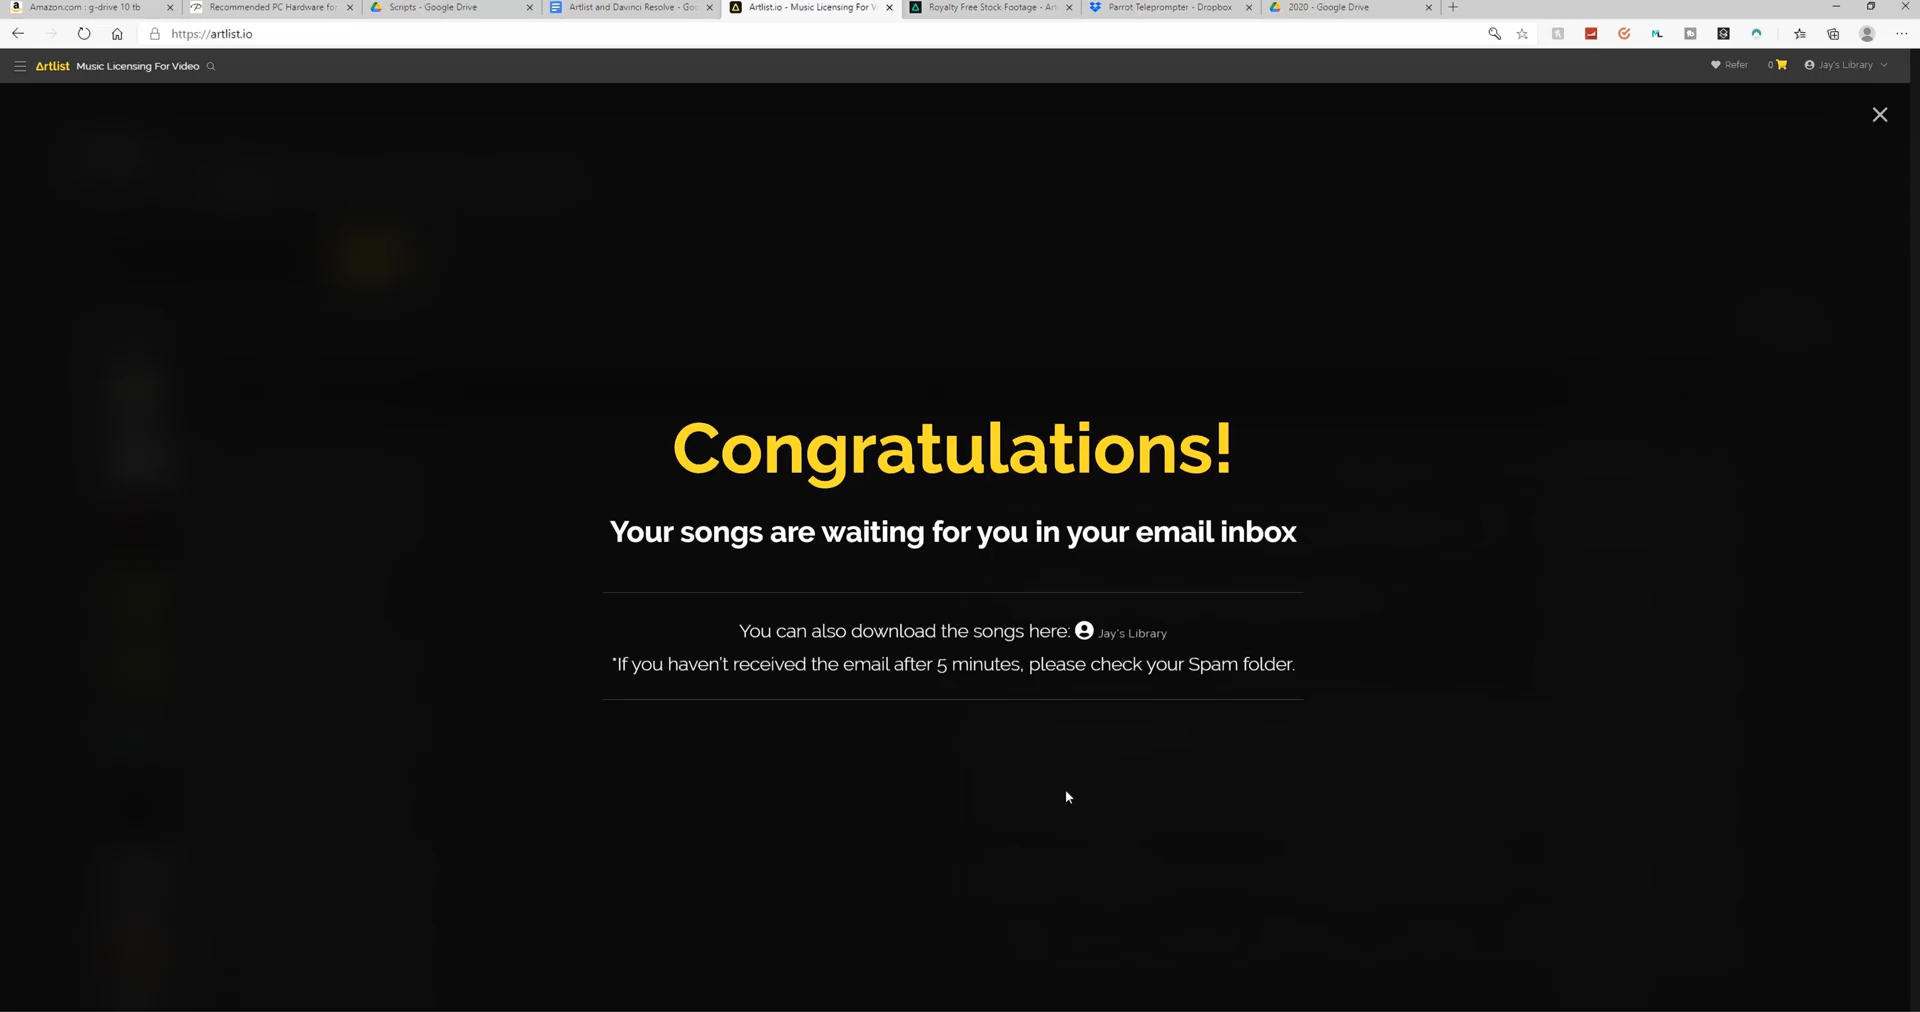 Amazon.com : g-drive 10 tb
Recommended PC Hardware for
Scripts - Google Drive
Artlist and Davinci Resolve - Goo
Artlist.io - Music Licensing For V
Royalty Free Stock Footage - Art
Parrot Teleprompter - Dropbox
2020 - Google Drive
https://artlist.io
Artlist Music Licensing For Video
Refer
0
Jay's Library
Congratulations!
Your songs are waiting for you in your email inbox
You can also download the songs here: Jay's Library
*If you haven't received the email after 5 minutes, please check your Spam folder.